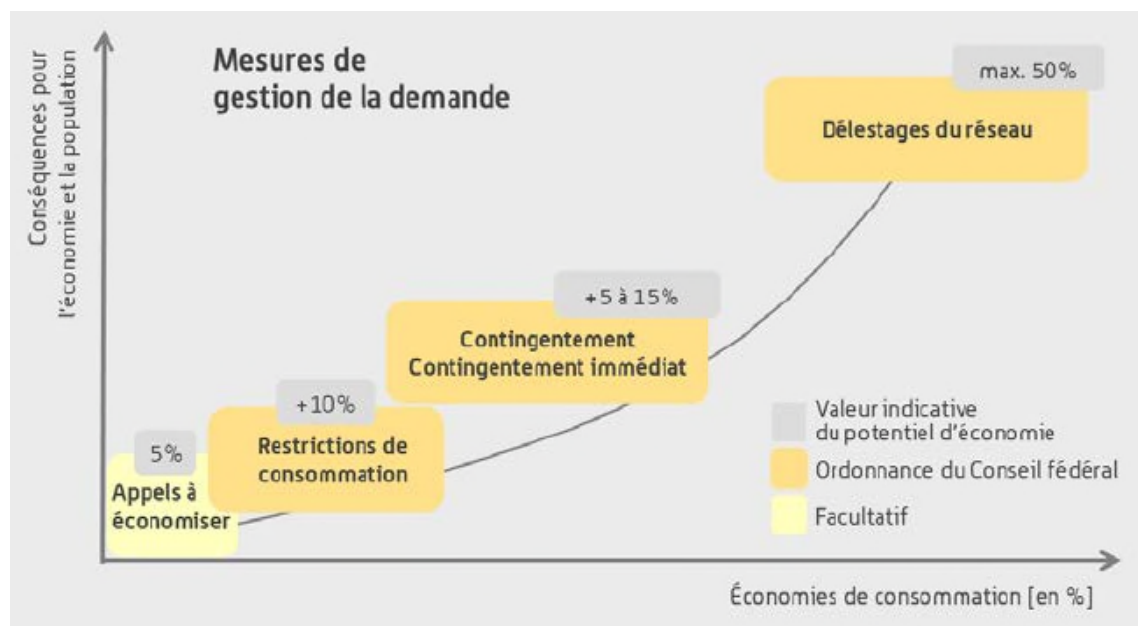 Mesures de
gestion de la demande
Conséquences pour
l'économie et la population
max. 50%
Délestages du réseau
+5 à 15%
Contingentement
Contingentement immédiat
+10%
Restrictions de
consommation
5%
Appels à
économiser
Valeur indicative
du potentiel d'économie
Ordonnance du Conseil fédéral
Facultatif
Économies de consommation [en %]